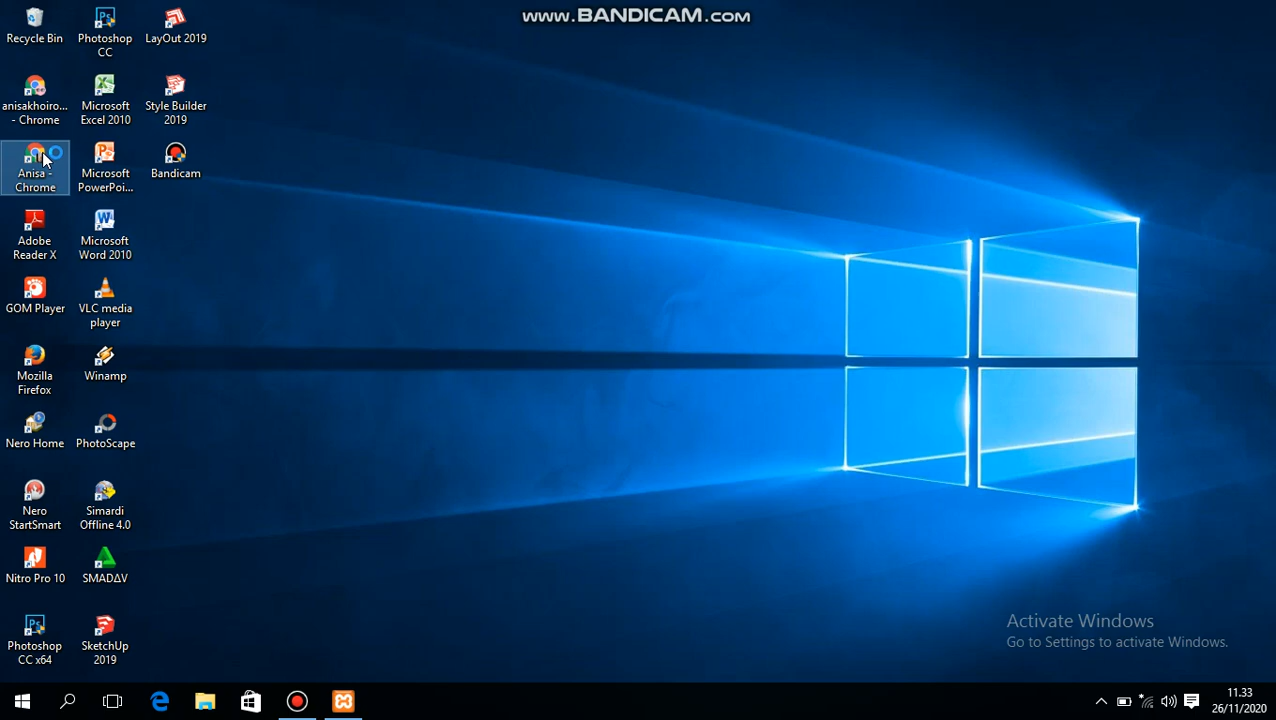 www.BANDICAM.com
Recycle Bin
Photoshop
CC
LayOut 2019
anisakhoiro...
- Chrome
Microsoft
Excel 2010
Style Builder
2019
Anisa -
Chrome
Microsoft
PowerPoi...
Bandicam
Adobe
Reader X
Microsoft
Word 2010
GOM Player
VLC media
player
Mozilla
Firefox
Winamp
Nero Home
PhotoScape
Nero
StartSmart
Simardi
Offline 4.0
Nitro Pro 10
SMADΔV
Photoshop
CC x64
SketchUp
2019
Activate Windows
Go to Settings to activate Windows.
11.33
26/11/2020